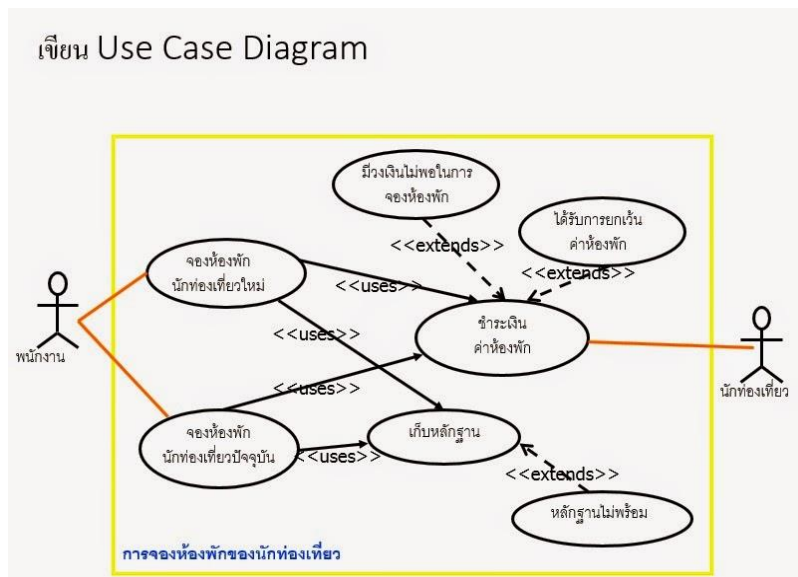 เขียน Use Case Diagram
มีวงเงินไม่พอในการ
จองห้องพัก
ได้รับการยกเว้น
ค่าห้องพัก
<<extends>>
<<extends>>
จองห้องพัก
นักท่องเที่ยวใหม่
<<uses>>
ชำระเงิน
ค่าห้องพัก
<<uses>>
พนักงาน
นักท่องเที่ยว
<<uses>>
จองห้องพัก
นักท่องเที่ยวปัจจุบัน
เก็บหลักฐาน
<<uses>>
<<extends>>
หลักฐานไม่พร้อม
การจองห้องพักของนักท่องเที่ยว